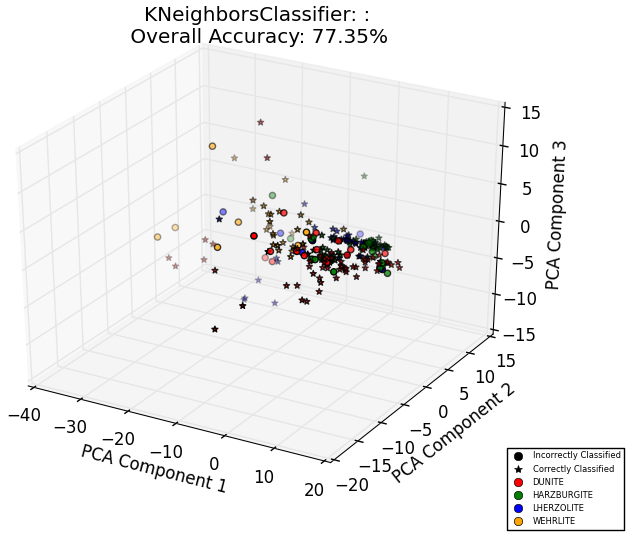 KNeighborsClassifier: :
Overall Accuracy: 77.35%
15
10
5
0
−5
−10
−15
PCA Component 3
15
10
5
0
−5
−10
−15
−20
PCA Component 2
−40
−30
−20
−10
0
10
20
PCA Component 1
Incorrectly Classified
Correctly Classified
DUNITE
HARZBURGITE
LHERZOLITE
WEHRLITE